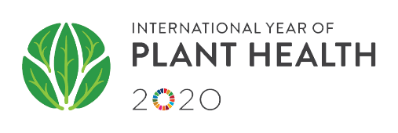 INTERNATIONAL YEAR OF
PLANT HEALTH
2020